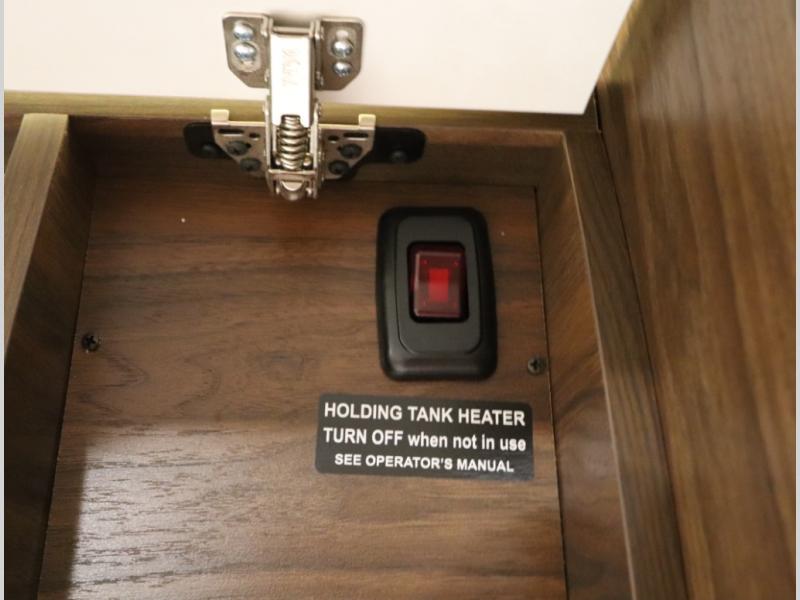 HOLDING TANK HEATER
TURN OFF when not in use
SEE OPERATOR'S MANUAL